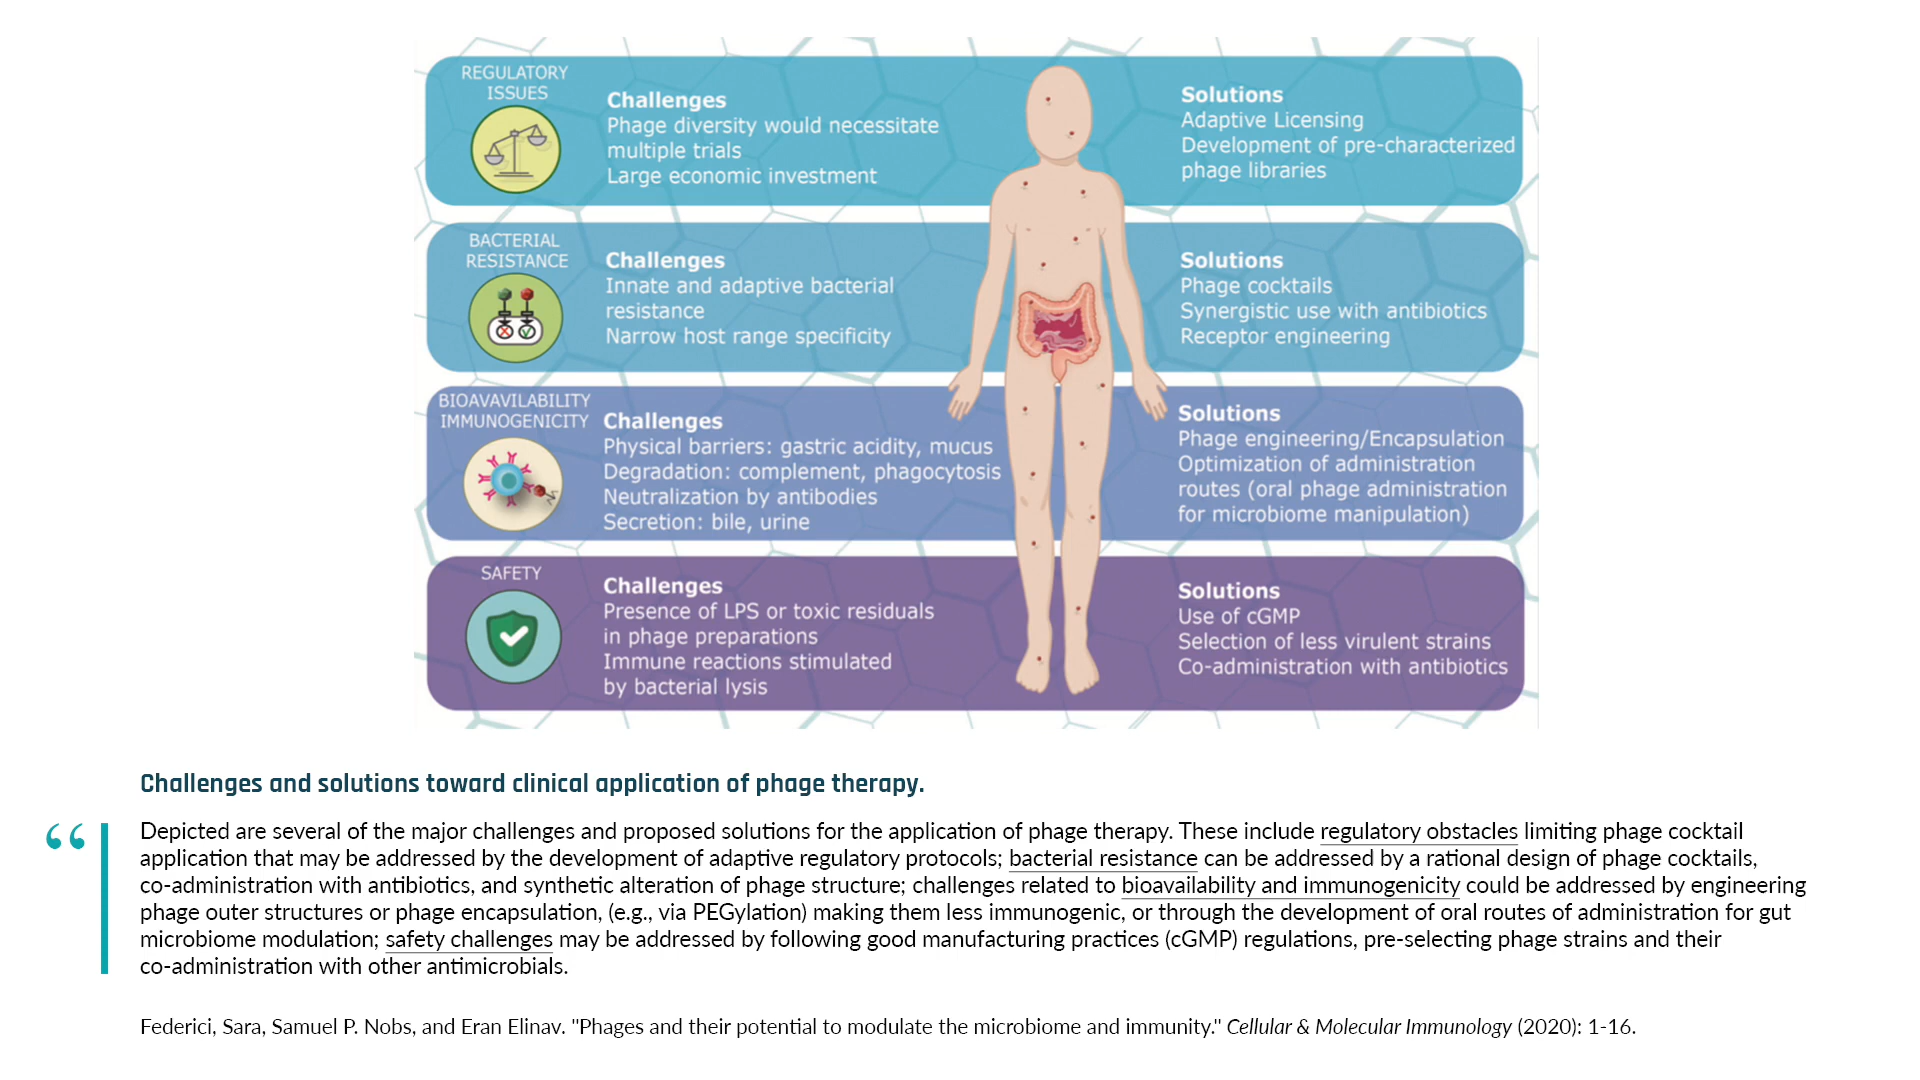 REGULATORY
ISSUES
Challenges
Phage diversity would necessitate
multiple trials
Large economic investment
Solutions
Adaptive Licensing
Development of pre-characterized
phage libraries
BACTERIAL
RESISTANCE
Challenges
Innate and adaptive bacterial
resistance
Narrow host range specificity
Solutions
Phage cocktails
Synergistic use with antibiotics
Receptor engineering
BIOAVAVILABILITY
IMMUNOGENICITY
Challenges
Physical barriers: gastric acidity, mucus
Degradation: complement, phagocytosis
Neutralization by antibodies
Secretion: bile, urine
Solutions
Phage engineering/Encapsulation
Optimization of administration
routes (oral phage administration
for microbiome manipulation)
SAFETY
Challenges
Presence of LPS or toxic residuals
in phage preparations
Immune reactions stimulated
by bacterial lysis
Solutions
Use of cGMP
Selection of less virulent strains
Co-administration with antibiotics
Challenges and solutions toward clinical application of phage therapy.
“
Depicted are several of the major challenges and proposed solutions for the application of phage therapy. These include regulatory obstacles limiting phage cocktail
application that may be addressed by the development of adaptive regulatory protocols; bacterial resistance can be addressed by a rational design of phage cocktails,
co-administration with antibiotics, and synthetic alteration of phage structure; challenges related to bioavailability and immunogenicity could be addressed by engineering
phage outer structures or phage encapsulation, (e.g., via PEGylation) making them less immunogenic, or through the development of oral routes of administration for gut
microbiome modulation; safety challenges may be addressed by following good manufacturing practices (cGMP) regulations, pre-selecting phage strains and their
co-administration with other antimicrobials.
Federici, Sara, Samuel P. Nobs, and Eran Elinav. "Phages and their potential to modulate the microbiome and immunity." Cellular & Molecular Immunology (2020): 1-16.